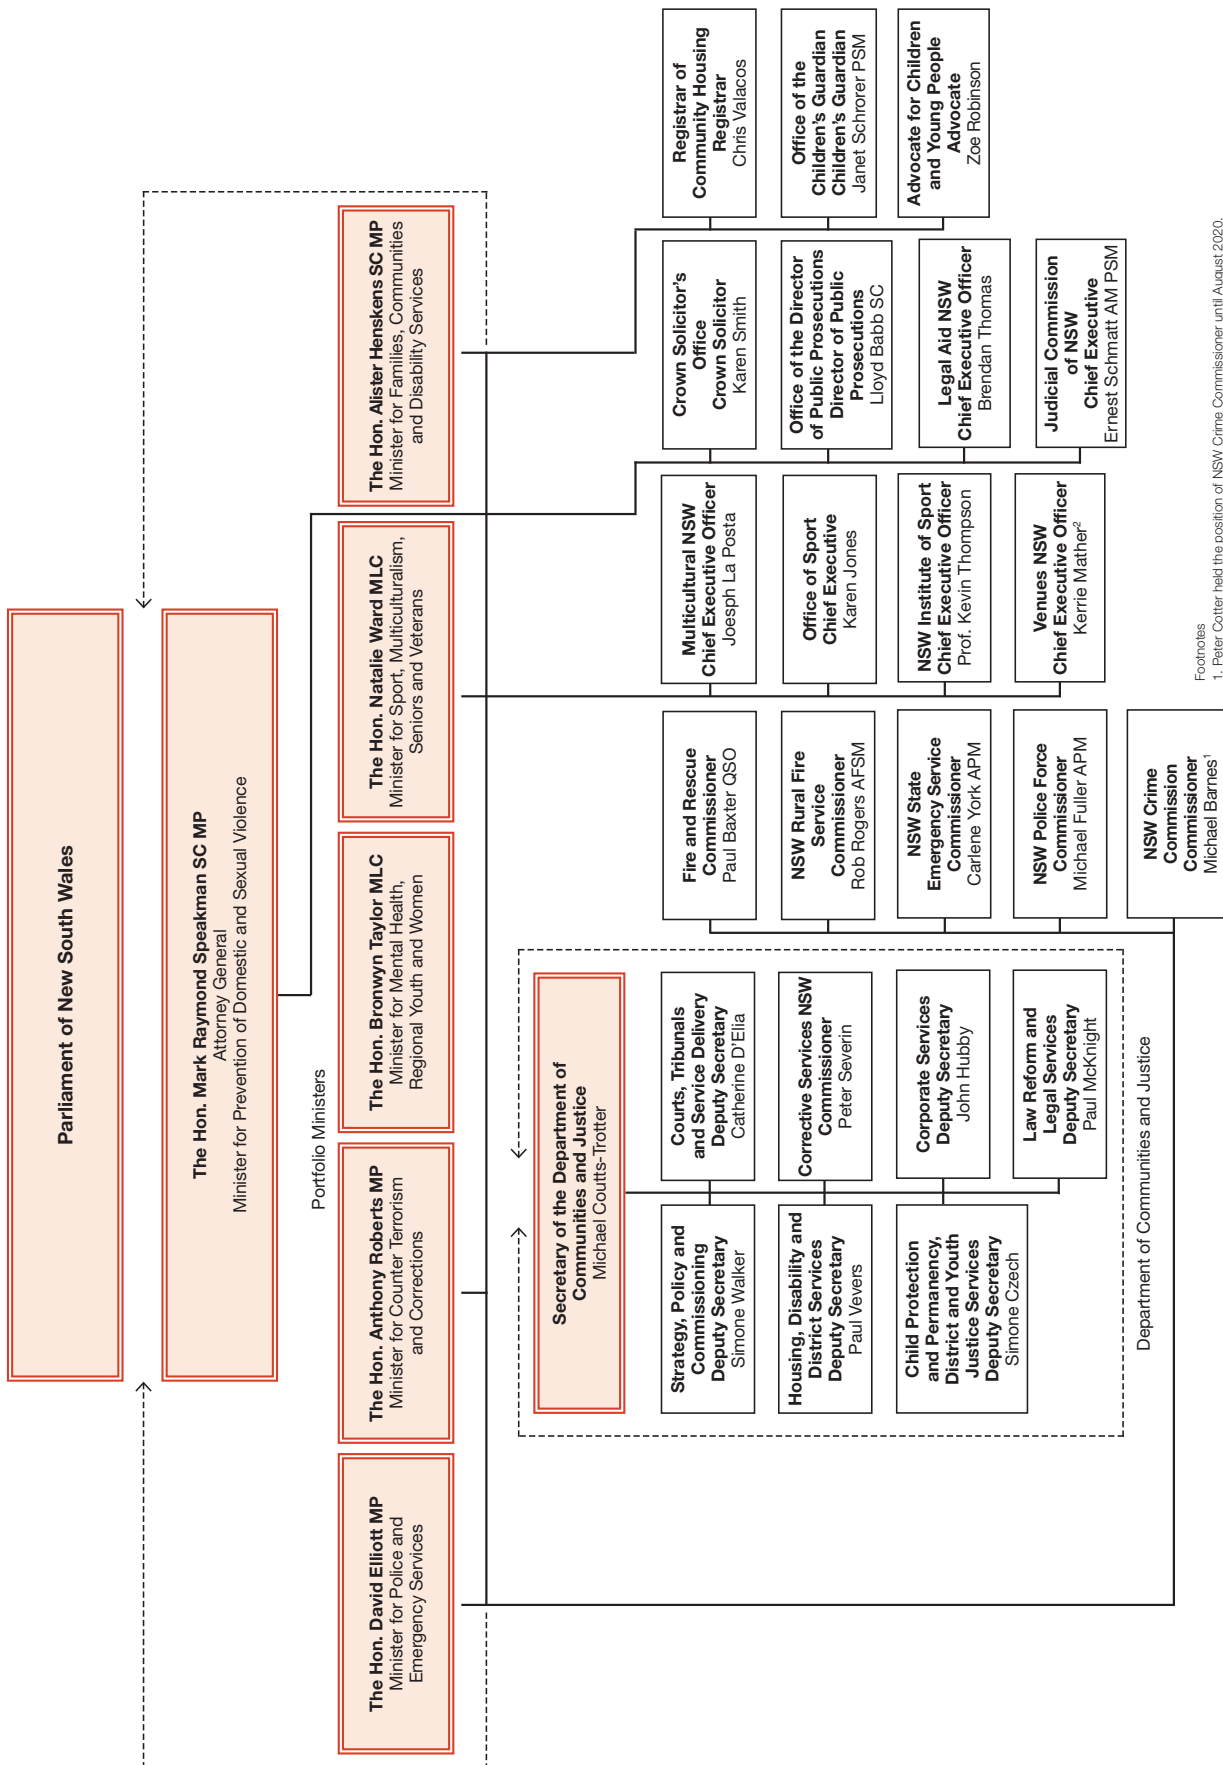 Parliament of New South Wales
The Hon. Mark Raymond Speakman SC MP
Attorney General
Minister for Prevention of Domestic and Sexual Violence
Portfolio Ministers
The Hon. David Elliott MP
Minister for Police and
Emergency Services
The Hon. Anthony Roberts MP
Minister for Counter Terrorism
and Corrections
The Hon. Bronwyn Taylor MLC
Minister for Mental Health,
Regional Youth and Women
The Hon. Natalie Ward MLC
Minister for Sport, Multiculturalism,
Seniors and Veterans
The Hon. Alister Henskens SC MP
Minister for Families, Communities
and Disability Services
Secretary of the Department of
Communities and Justice
Michael Coutts-Trotter
Strategy, Policy and
Commissioning
Deputy Secretary
Simone Walker
Housing, Disability and
District Services
Deputy Secretary
Paul Vevers
Child Protection
and Permanency,
District and Youth
Justice Services
Deputy Secretary
Simone Czech
Courts, Tribunals
and Service Delivery
Deputy Secretary
Catherine D'Elia
Corrective Services NSW
Commissioner
Peter Severin
Corporate Services
Deputy Secretary
John Hubby
Law Reform and
Legal Services
Deputy Secretary
Paul McKnight
Department of Communities and Justice
Fire and Rescue
Commissioner
Paul Baxter QSO
NSW Rural Fire
Service
Commissioner
Rob Rogers AFSM
NSW State
Emergency Service
Commissioner
Carlene York APM
NSW Police Force
Commissioner
Michael Fuller APM
NSW Crime
Commission
Commissioner
Michael Barnes¹
Multicultural NSW
Chief Executive Officer
Joesph La Posta
Office of Sport
Chief Executive
Karen Jones
NSW Institute of Sport
Chief Executive Officer
Prof. Kevin Thompson
Venues NSW
Chief Executive Officer
Kerrie Mather²
Crown Solicitor's
Office
Crown Solicitor
Karen Smith
Office of the Director
of Public Prosecutions
Director of Public
Prosecutions
Lloyd Babb SC
Legal Aid NSW
Chief Executive Officer
Brendan Thomas
Judicial Commission
of NSW
Chief Executive
Ernest Schmatt AM PSM
Registrar of
Community Housing
Registrar
Chris Valacos
Office of the
Children's Guardian
Children's Guardian
Janet Schrorer PSM
Advocate for Children
and Young People
Advocate
Zoe Robinson
Footnotes
1. Peter Cotter held the position of NSW Crime Commissioner until August 2020.